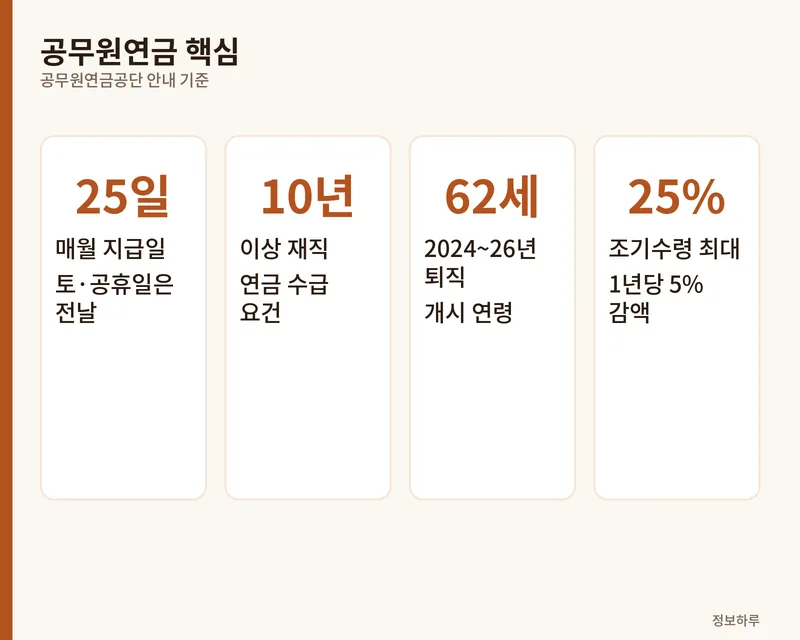 공무원연금 핵심
공무원연금공단 안내 기준
25일
매월 지급일
토·공휴일은
전날
10년
이상 재직
연금 수급
요건
62세
2024~26년
퇴직
개시 연령
25%
조기수령 최대
1년당 5%
감액
정보하루